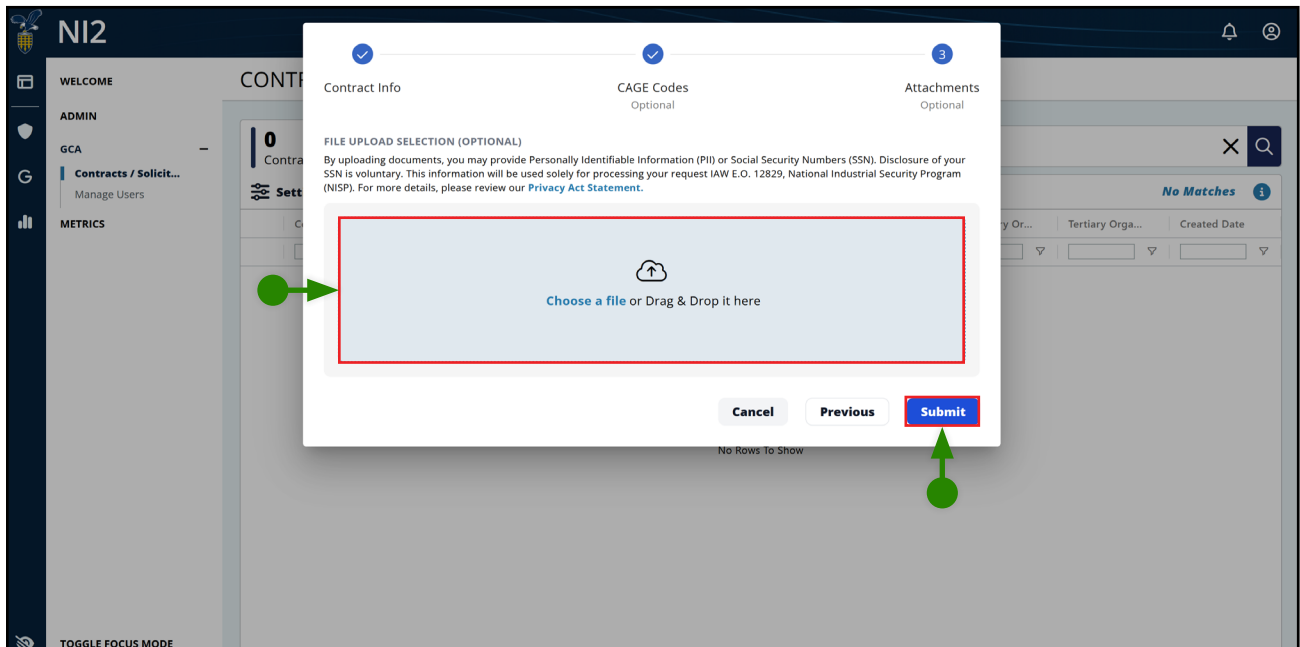 NI2
WELCOME
ADMIN
GCA
Contracts / Solicit...
Manage Users
METRICS
TOGGLE FOCUS MODE
G
CONTR
0
Contra
Sett
No Matches
i
Tertiary Orga...
Created Date
No Rows To Show
3
Contract Info
CAGE Codes
Optional
Attachments
Optional
FILE UPLOAD SELECTION (OPTIONAL)
By uploading documents, you may provide Personally Identifiable Information (PII) or Social Security Numbers (SSN). Disclosure of your
SSN is voluntary. This information will be used solely for processing your request IAW E.O. 12829, National Industrial Security Program
(NISP). For more details, please review our Privacy Act Statement.
Choose a file or Drag & Drop it here
Cancel
Previous
Submit